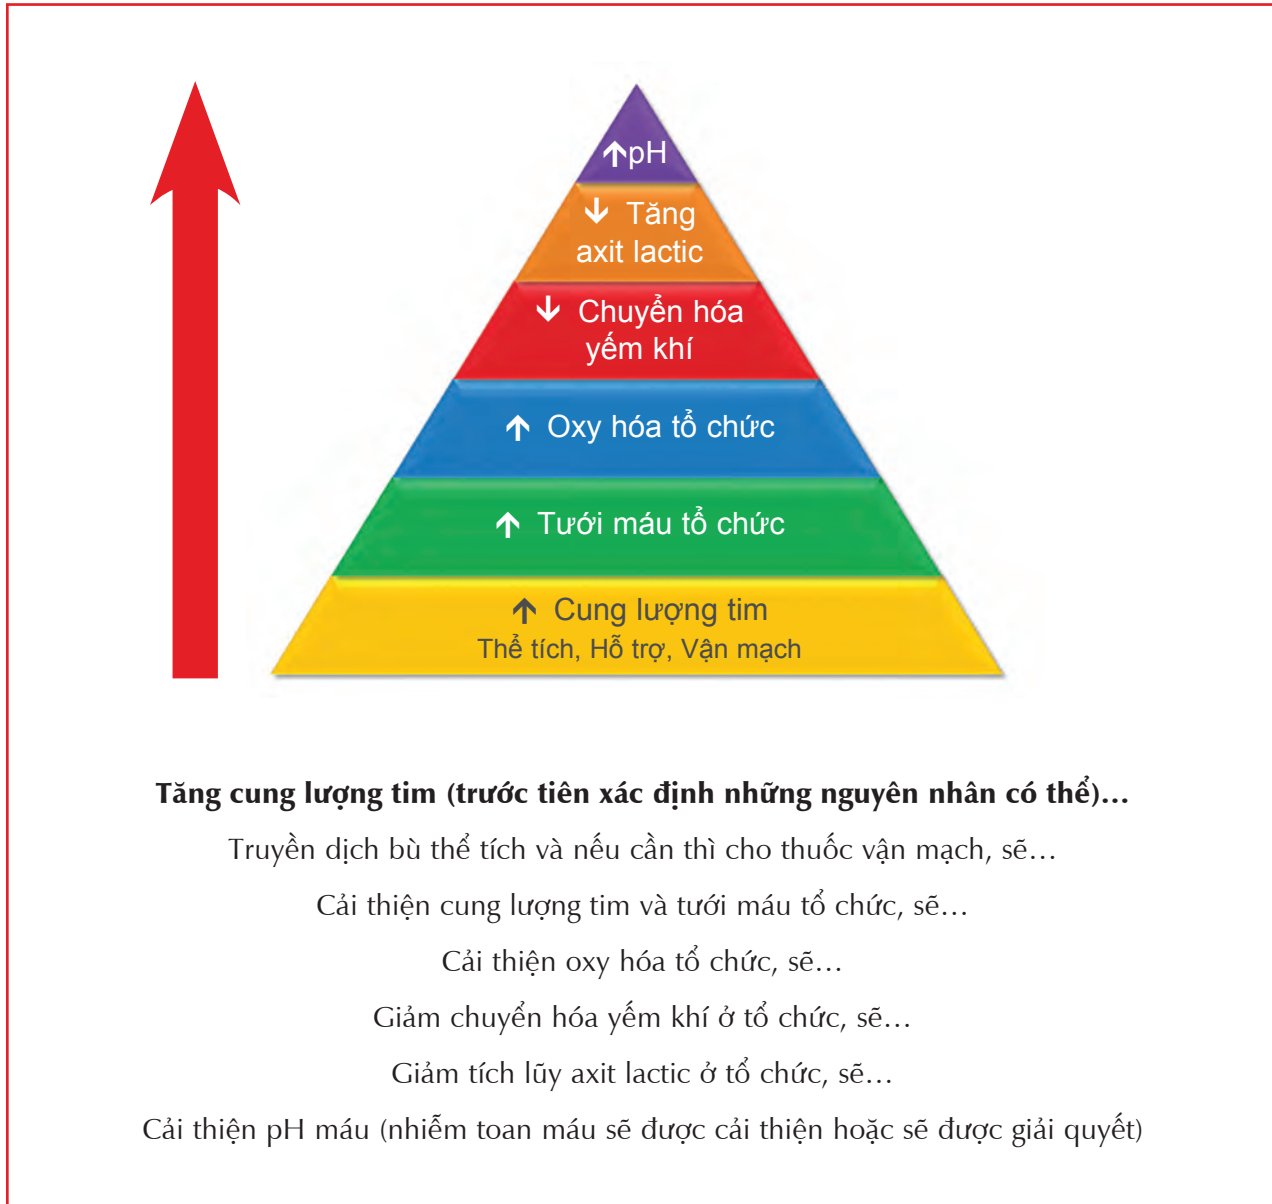 ↑pH
↓ Tăng
axit lactic
↓ Chuyển hóa
yếm khí
↑ Oxy hóa tổ chức
↑ Tưới máu tổ chức
↑ Cung lượng tim
Thể tích, Hỗ trợ, Vận mạch
Tăng cung lượng tim (trước tiên xác định những nguyên nhân có thể)…
Truyền dịch bù thể tích và nếu cần thì cho thuốc vận mạch, sẽ…
Cải thiện cung lượng tim và tưới máu tổ chức, sẽ…
Cải thiện oxy hóa tổ chức, sẽ…
Giảm chuyển hóa yếm khí ở tổ chức, sẽ…
Giảm tích lũy axit lactic ở tổ chức, sẽ…
Cải thiện pH máu (nhiễm toan máu sẽ được cải thiện hoặc sẽ được giải quyết)